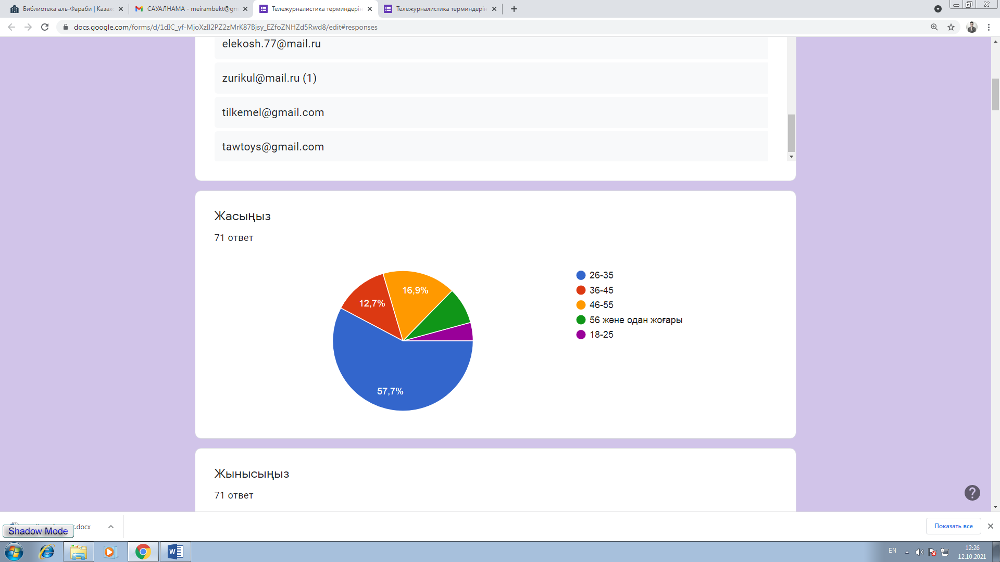 Библиотека аль-Фараби | Казахс
САУАЛНАМА - meirambekt@gm
Тележурналистика терминдерін
Тележурналистика терминдерін
docs.google.com/forms/d/1dIC_yf-MjoXzIl2PZ2zMrK87Bjsy_EZfoZNHZd5Rwd8/edit#responses
elekosh.77@mail.ru
zurikul@mail.ru (1)
tilkemel@gmail.com
tawtoys@gmail.com
Жасыңыз
71 ответ
16,9%
12,7%
57,7%
26-35
36-45
46-55
56 және одан жоғары
18-25
Жынысыңыз
71 ответ
.docx
Shadow Mode
Показать все
EN
12:26
12.10.2021